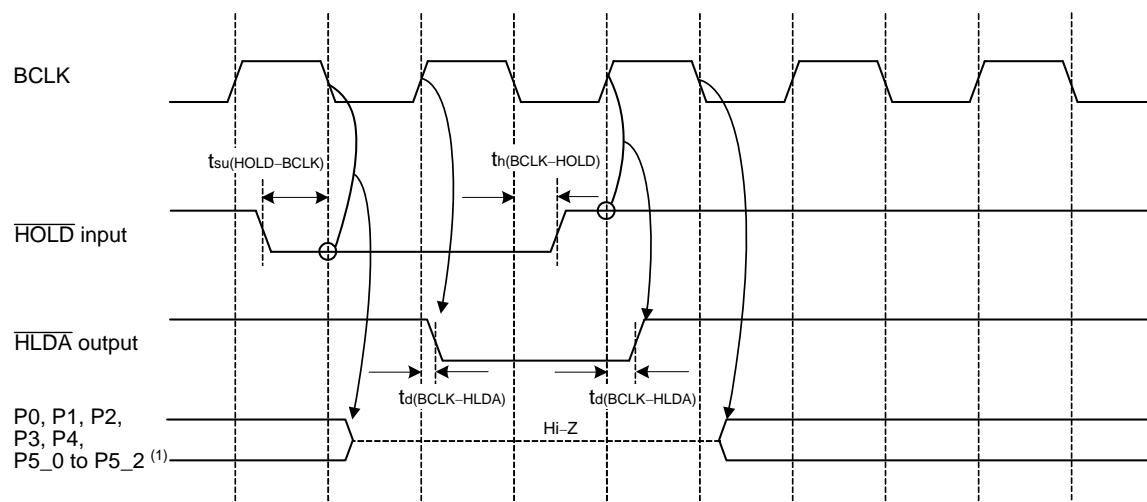 BCLK
tsu(HOLD–BCLK)
th(BCLK–HOLD)
HOLD input
HLDA output
td(BCLK–HLDA)
td(BCLK–HLDA)
P0, P1, P2,
P3, P4,
P5_0 to P5_2 (1)
Hi–Z